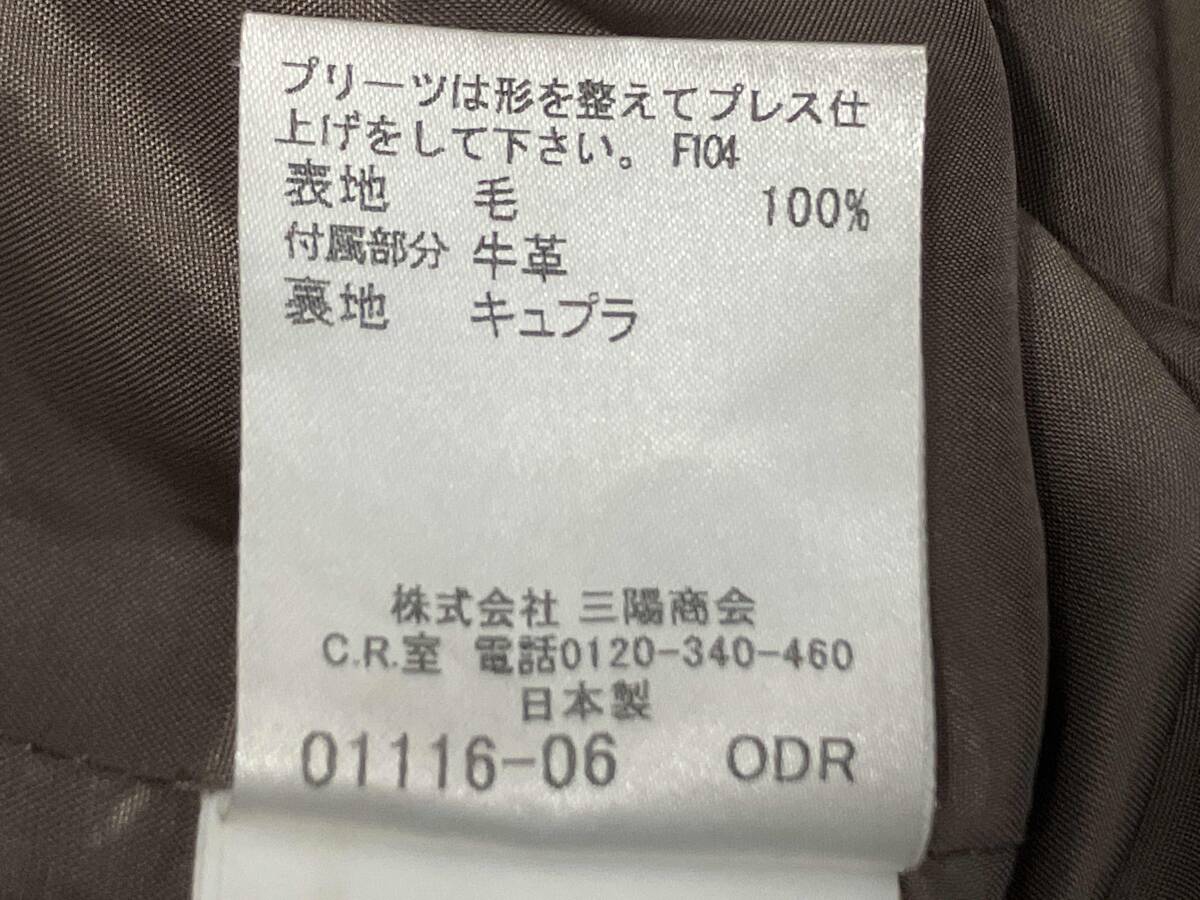 プリーツは形を整えてプレス仕
上げをして下さい。 F104
表地 毛 100%
付属部分 牛革
裏地 キュプラ
株式会社 三陽商会
C.R.室 電話0120-340-460
日本製
01116-06 ODR